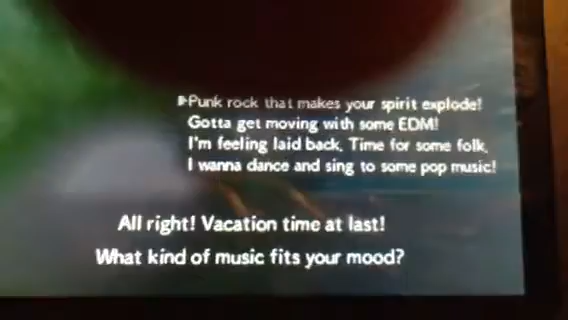 Punk rock that makes your spirit explode!
Gotta get moving with some EDM!
I'm feeling laid back. Time for some folk.
I wanna dance and sing to some pop music!
All right! Vacation time at last!
What kind of music fits your mood?